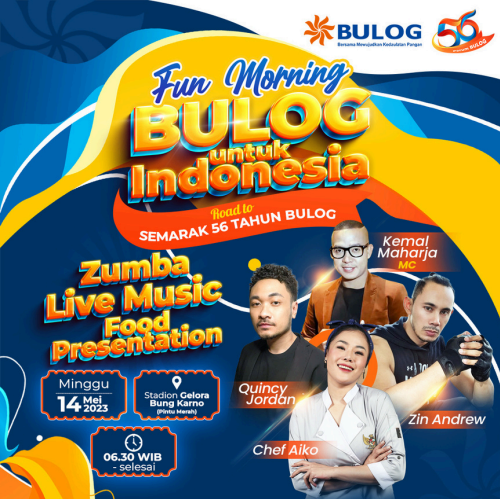 BULOG
Bersama Mewujudkan Kedaulatan Pangan
56
BULOG
Fun Morning
BULOG
untuk
Indonesia
Road to
SEMARAK 56 TAHUN BULOG
Kemal
Maharja
MC
Zumba
Live Music
Food
Presentation
Quincy
Jordan
Zin Andrew
Chef Aiko
Minggu
14 Mei
2023
Stadion Gelora
Bung Karno
(Pintu Merah)
06.30 WIB
- selesai